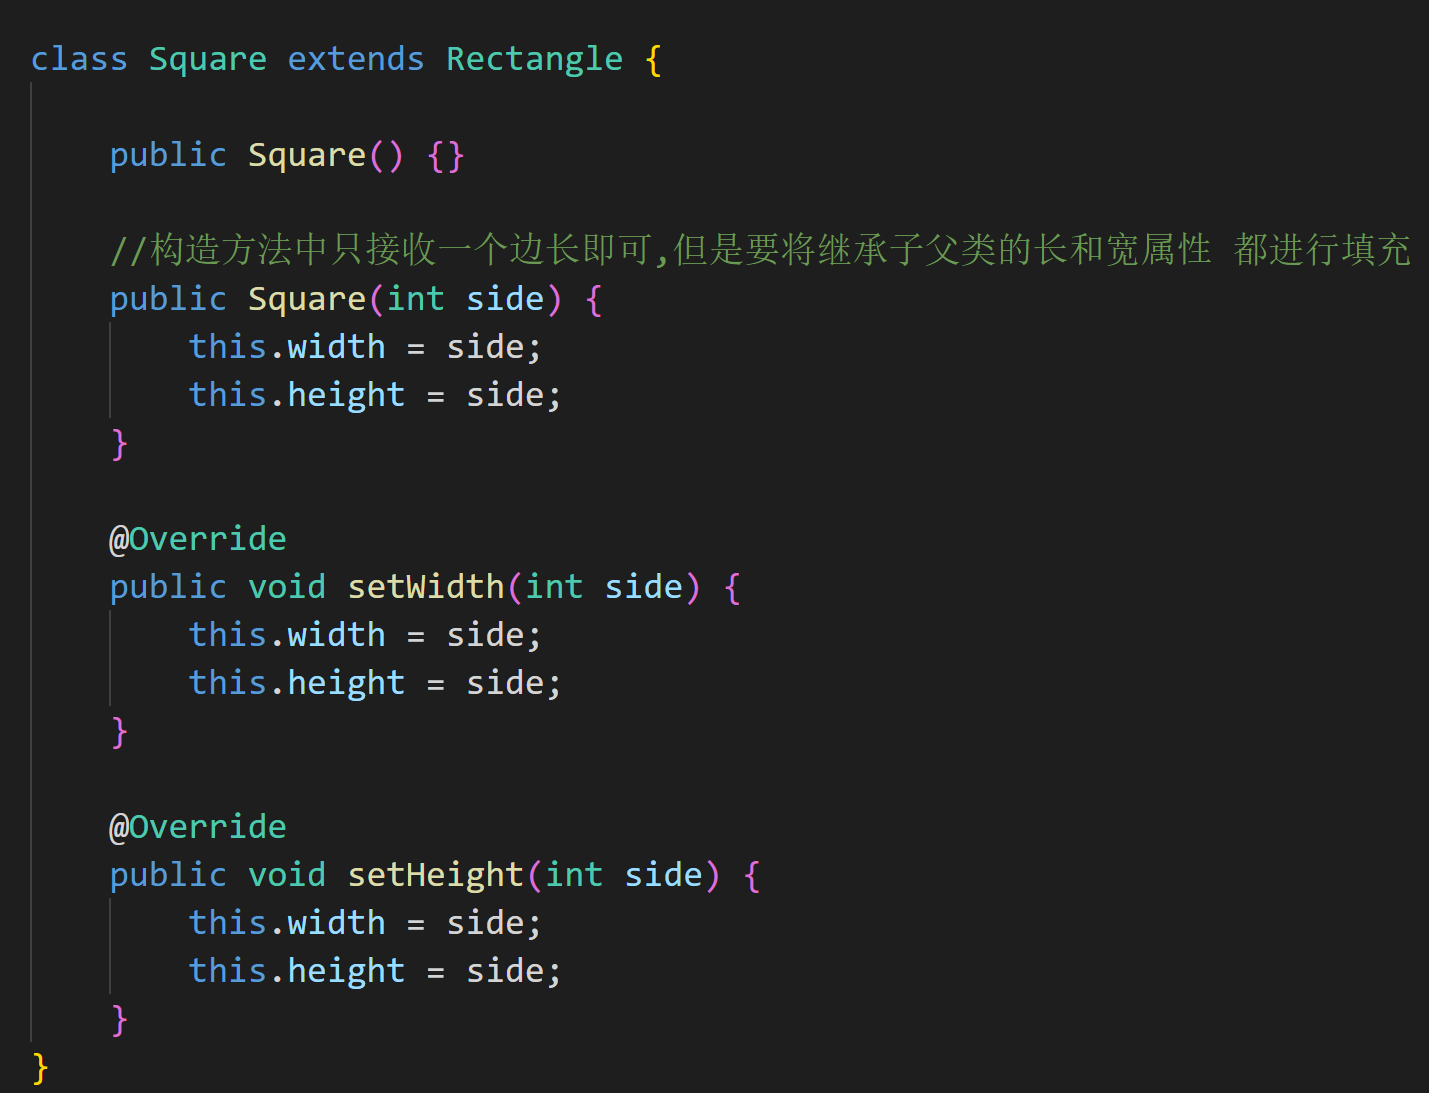 class Square extends Rectangle {
public Square() {}
//构造方法中只接收一个边长即可,但是要将继承子父类的长和宽属性 都进行填充
public Square(int side) {
this.width = side;
this.height = side;
}
@Override
public void setWidth(int side) {
this.width = side;
this.height = side;
}
@Override
public void setHeight(int side) {
this.width = side;
this.height = side;
}
}